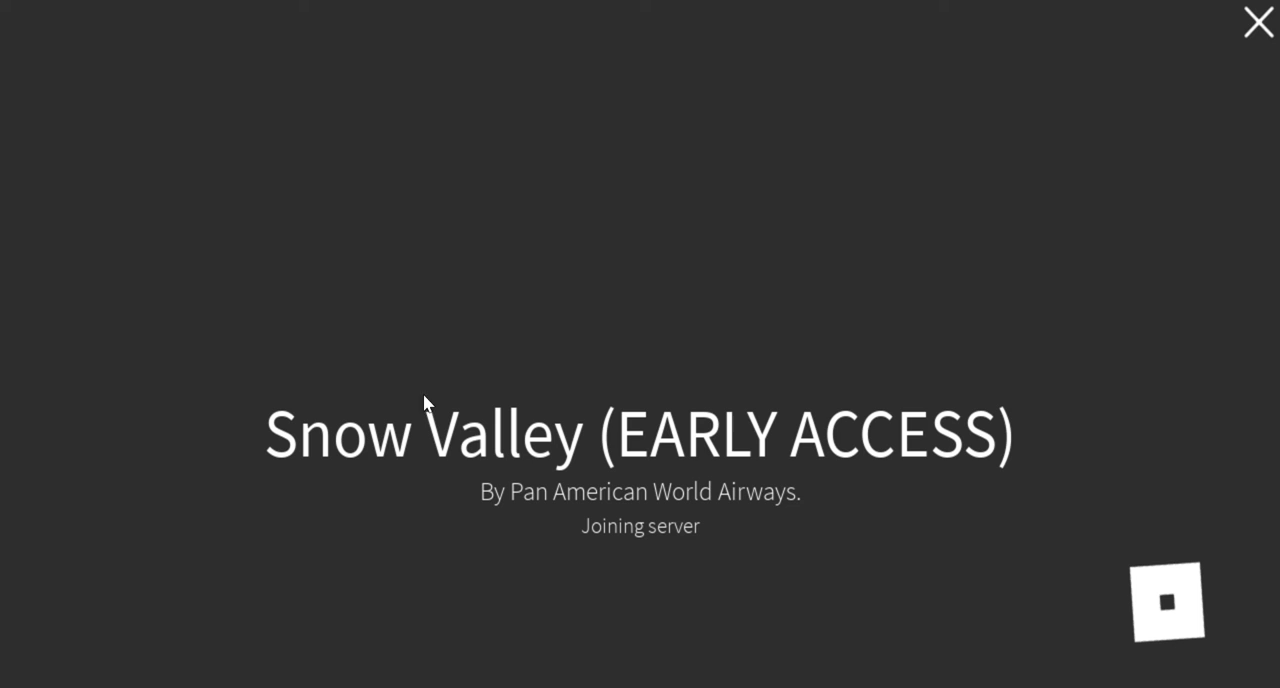 Snow Valley (EARLY ACCESS)
By Pan American World Airways.
Joining server